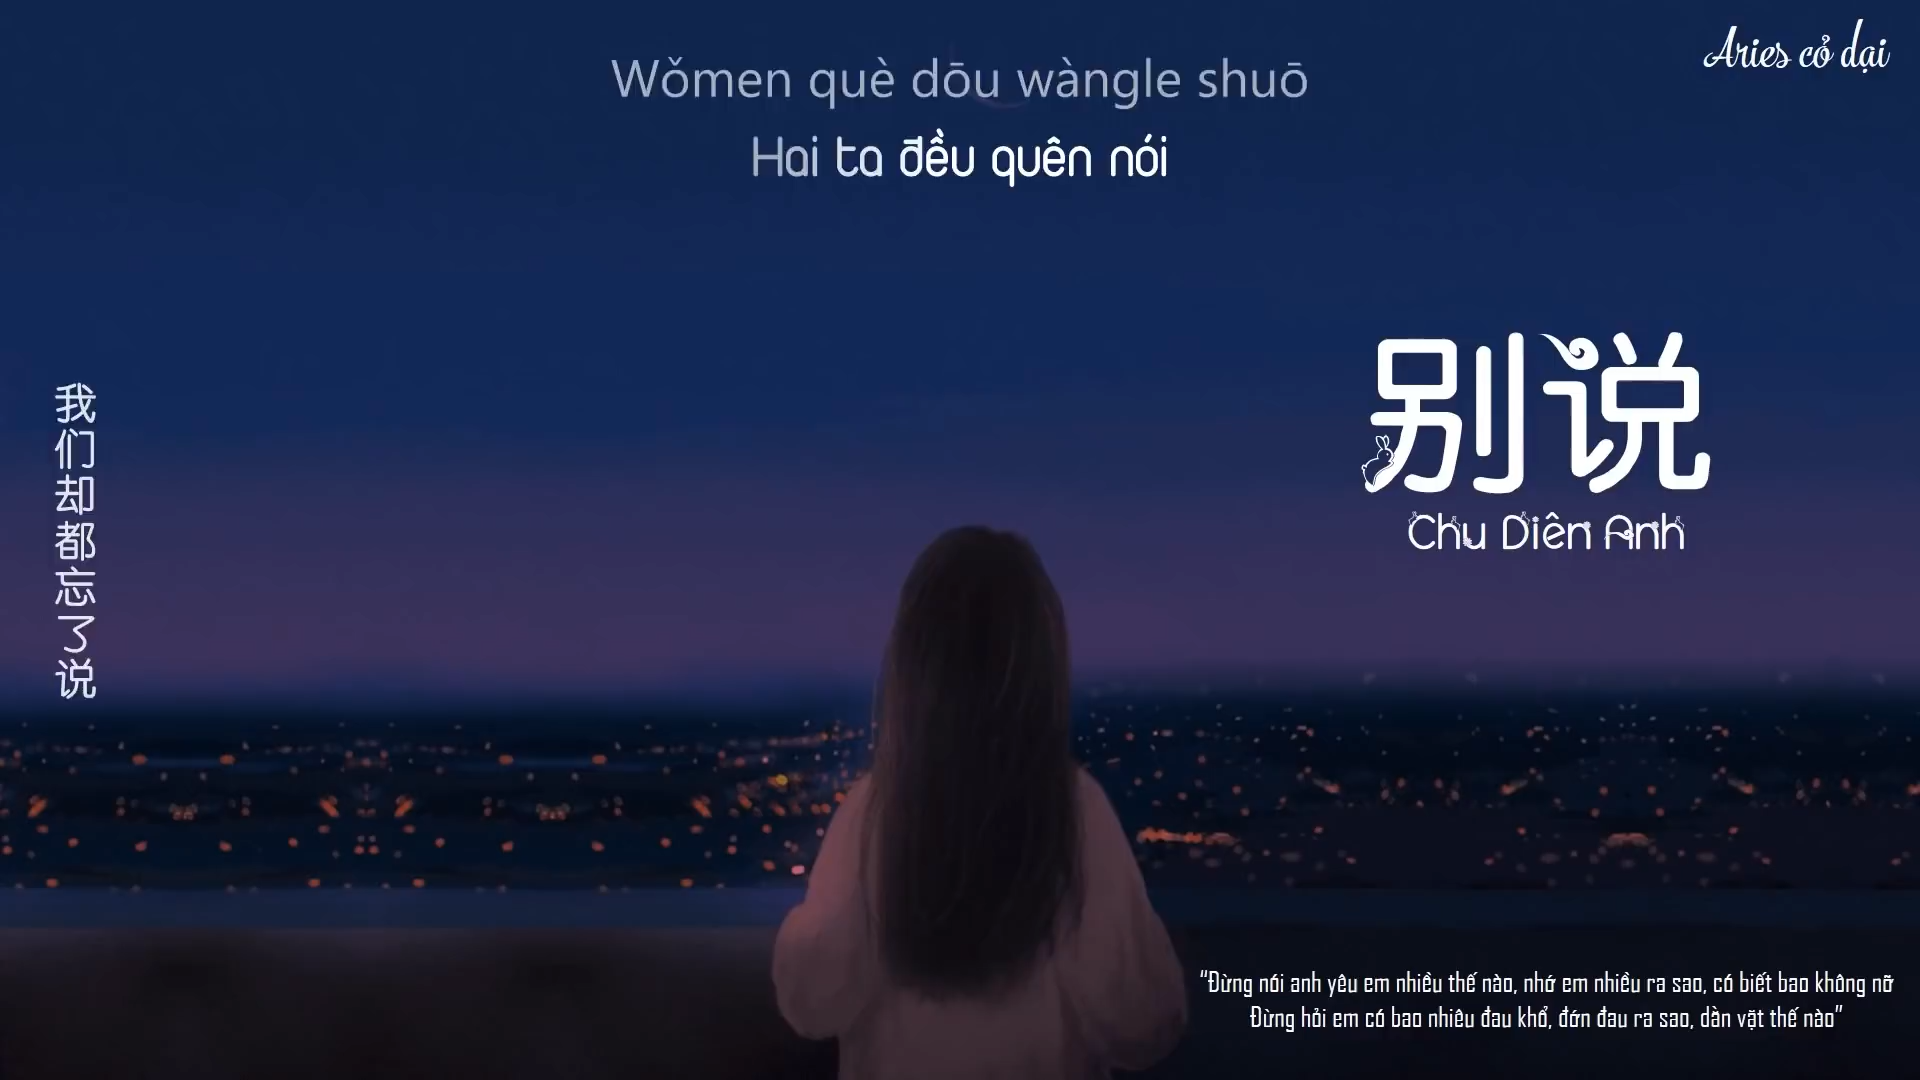 Aries cỏ dại
Wǒmen què dōu wàngle shuō
Hai ta đều quên nói
我们却都忘了说
别说
Chu Diên Anh
“Đừng nói anh yêu em nhiều thế nào, nhớ em nhiều ra sao, có biết bao không nỡ
Đừng hỏi em có bao nhiêu đau khổ, đớn đau ra sao, dằn vặt thế nào”